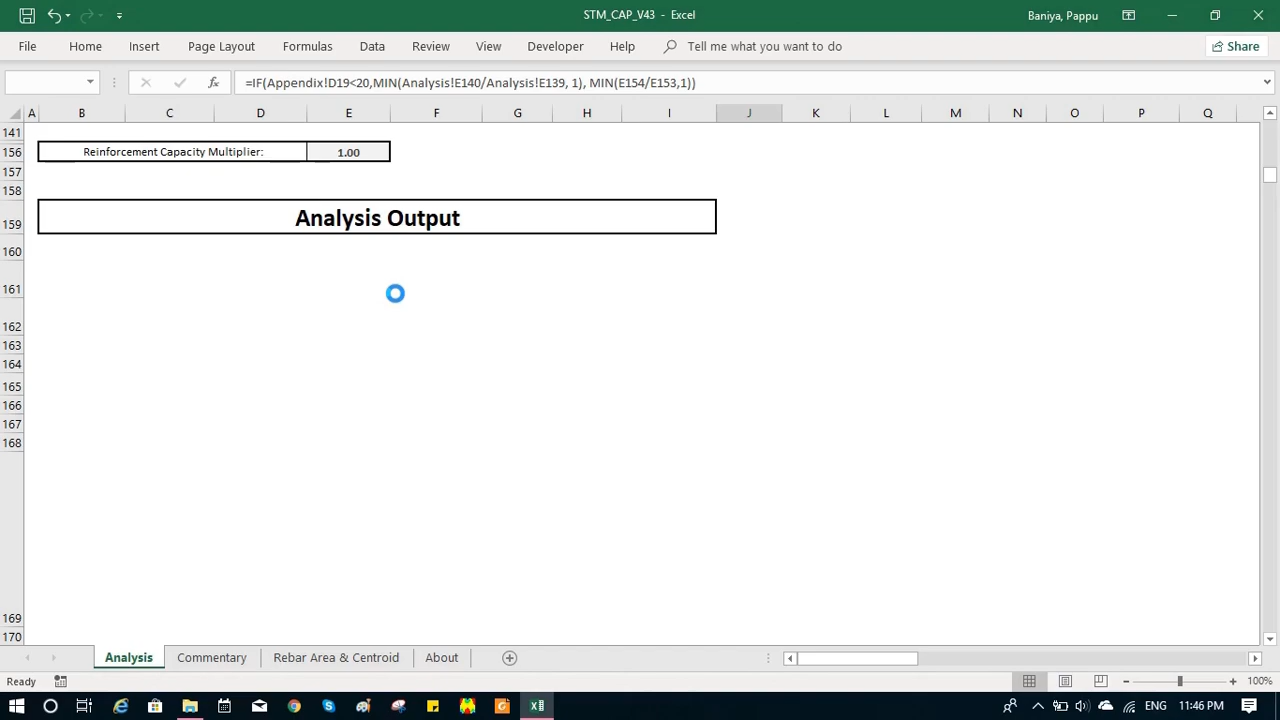 STM_CAP_V43 - Excel
Baniya, Pappu
File Home Insert Page Layout Formulas Data Review View Developer Help Tell me what you want to do Share
fx =IF(Appendix!D19<20,MIN(Analysis!E140/Analysis!E139, 1), MIN(E154/E153,1))
A B C D E F G H I J K L M N O P Q
141
156 Reinforcement Capacity Multiplier: 1.00
157
158
159 Analysis Output
160
161
162
163
164
165
166
167
168
169
170
Analysis Commentary Rebar Area & Centroid About
Ready 100%
ENG 11:46 PM